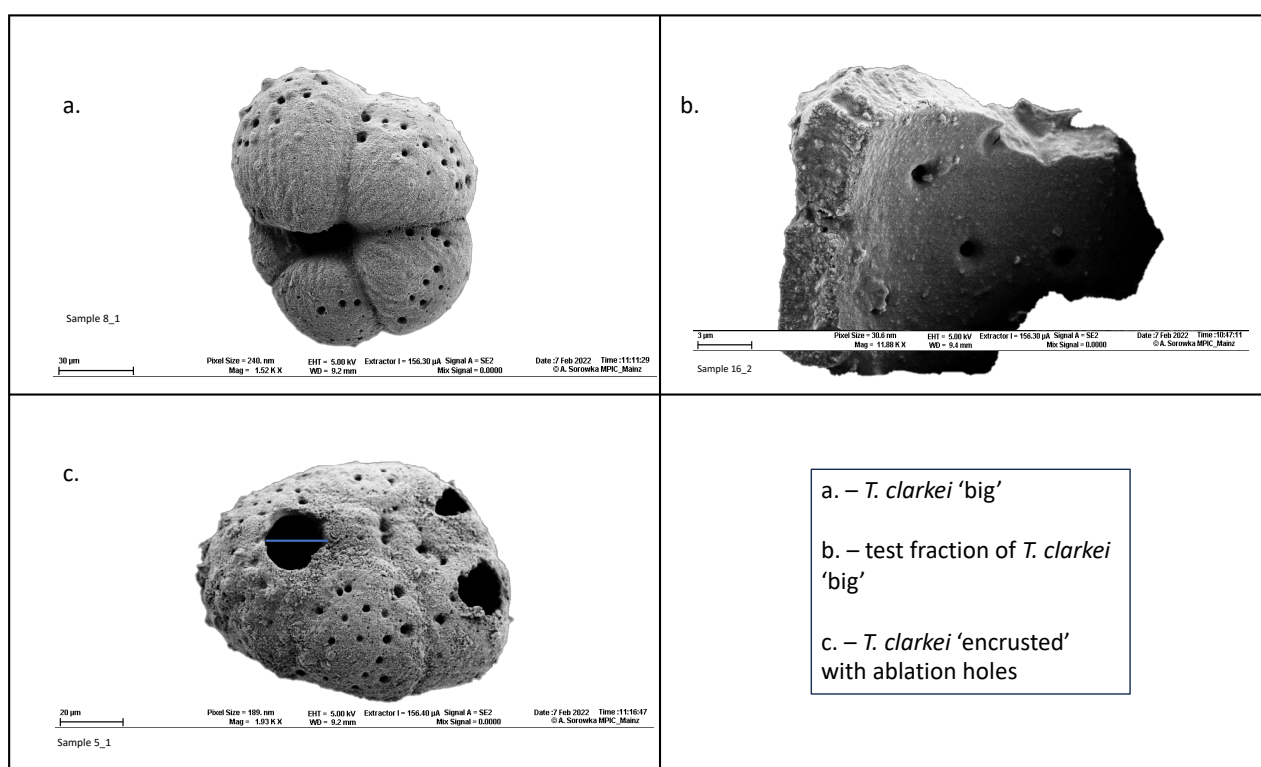 a.
Sample 8_1
30 µm
Pixel Size = 240. nm EHT = 5.00 kV Extractor I = 156.30 µA Signal A = SE2 Date :7 Feb 2022 Time :11:11:29
Mag = 1.52 K X WD = 9.2 mm Mix Signal = 0.0000 © A. Sorowka MPIC_Mainz
b.
3 µm
Pixel Size = 30.6 nm EHT = 5.00 kV Extractor I = 156.30 µA Signal A = SE2 Date :7 Feb 2022 Time :10:47:11
Mag = 11.88 K X WD = 9.4 mm Mix Signal = 0.0000 © A. Sorowka MPIC_Mainz
Sample 16_2
c.
20 µm
Pixel Size = 189. nm EHT = 5.00 kV Extractor I = 156.40 µA Signal A = SE2 Date :7 Feb 2022 Time :11:16:47
Mag = 1.93 K X WD = 9.2 mm Mix Signal = 0.0000 © A. Sorowka MPIC_Mainz
Sample 5_1
a. – T. clarkei ‘big’
b. – test fraction of T. clarkei
‘big’
c. – T. clarkei ‘encrusted’
with ablation holes